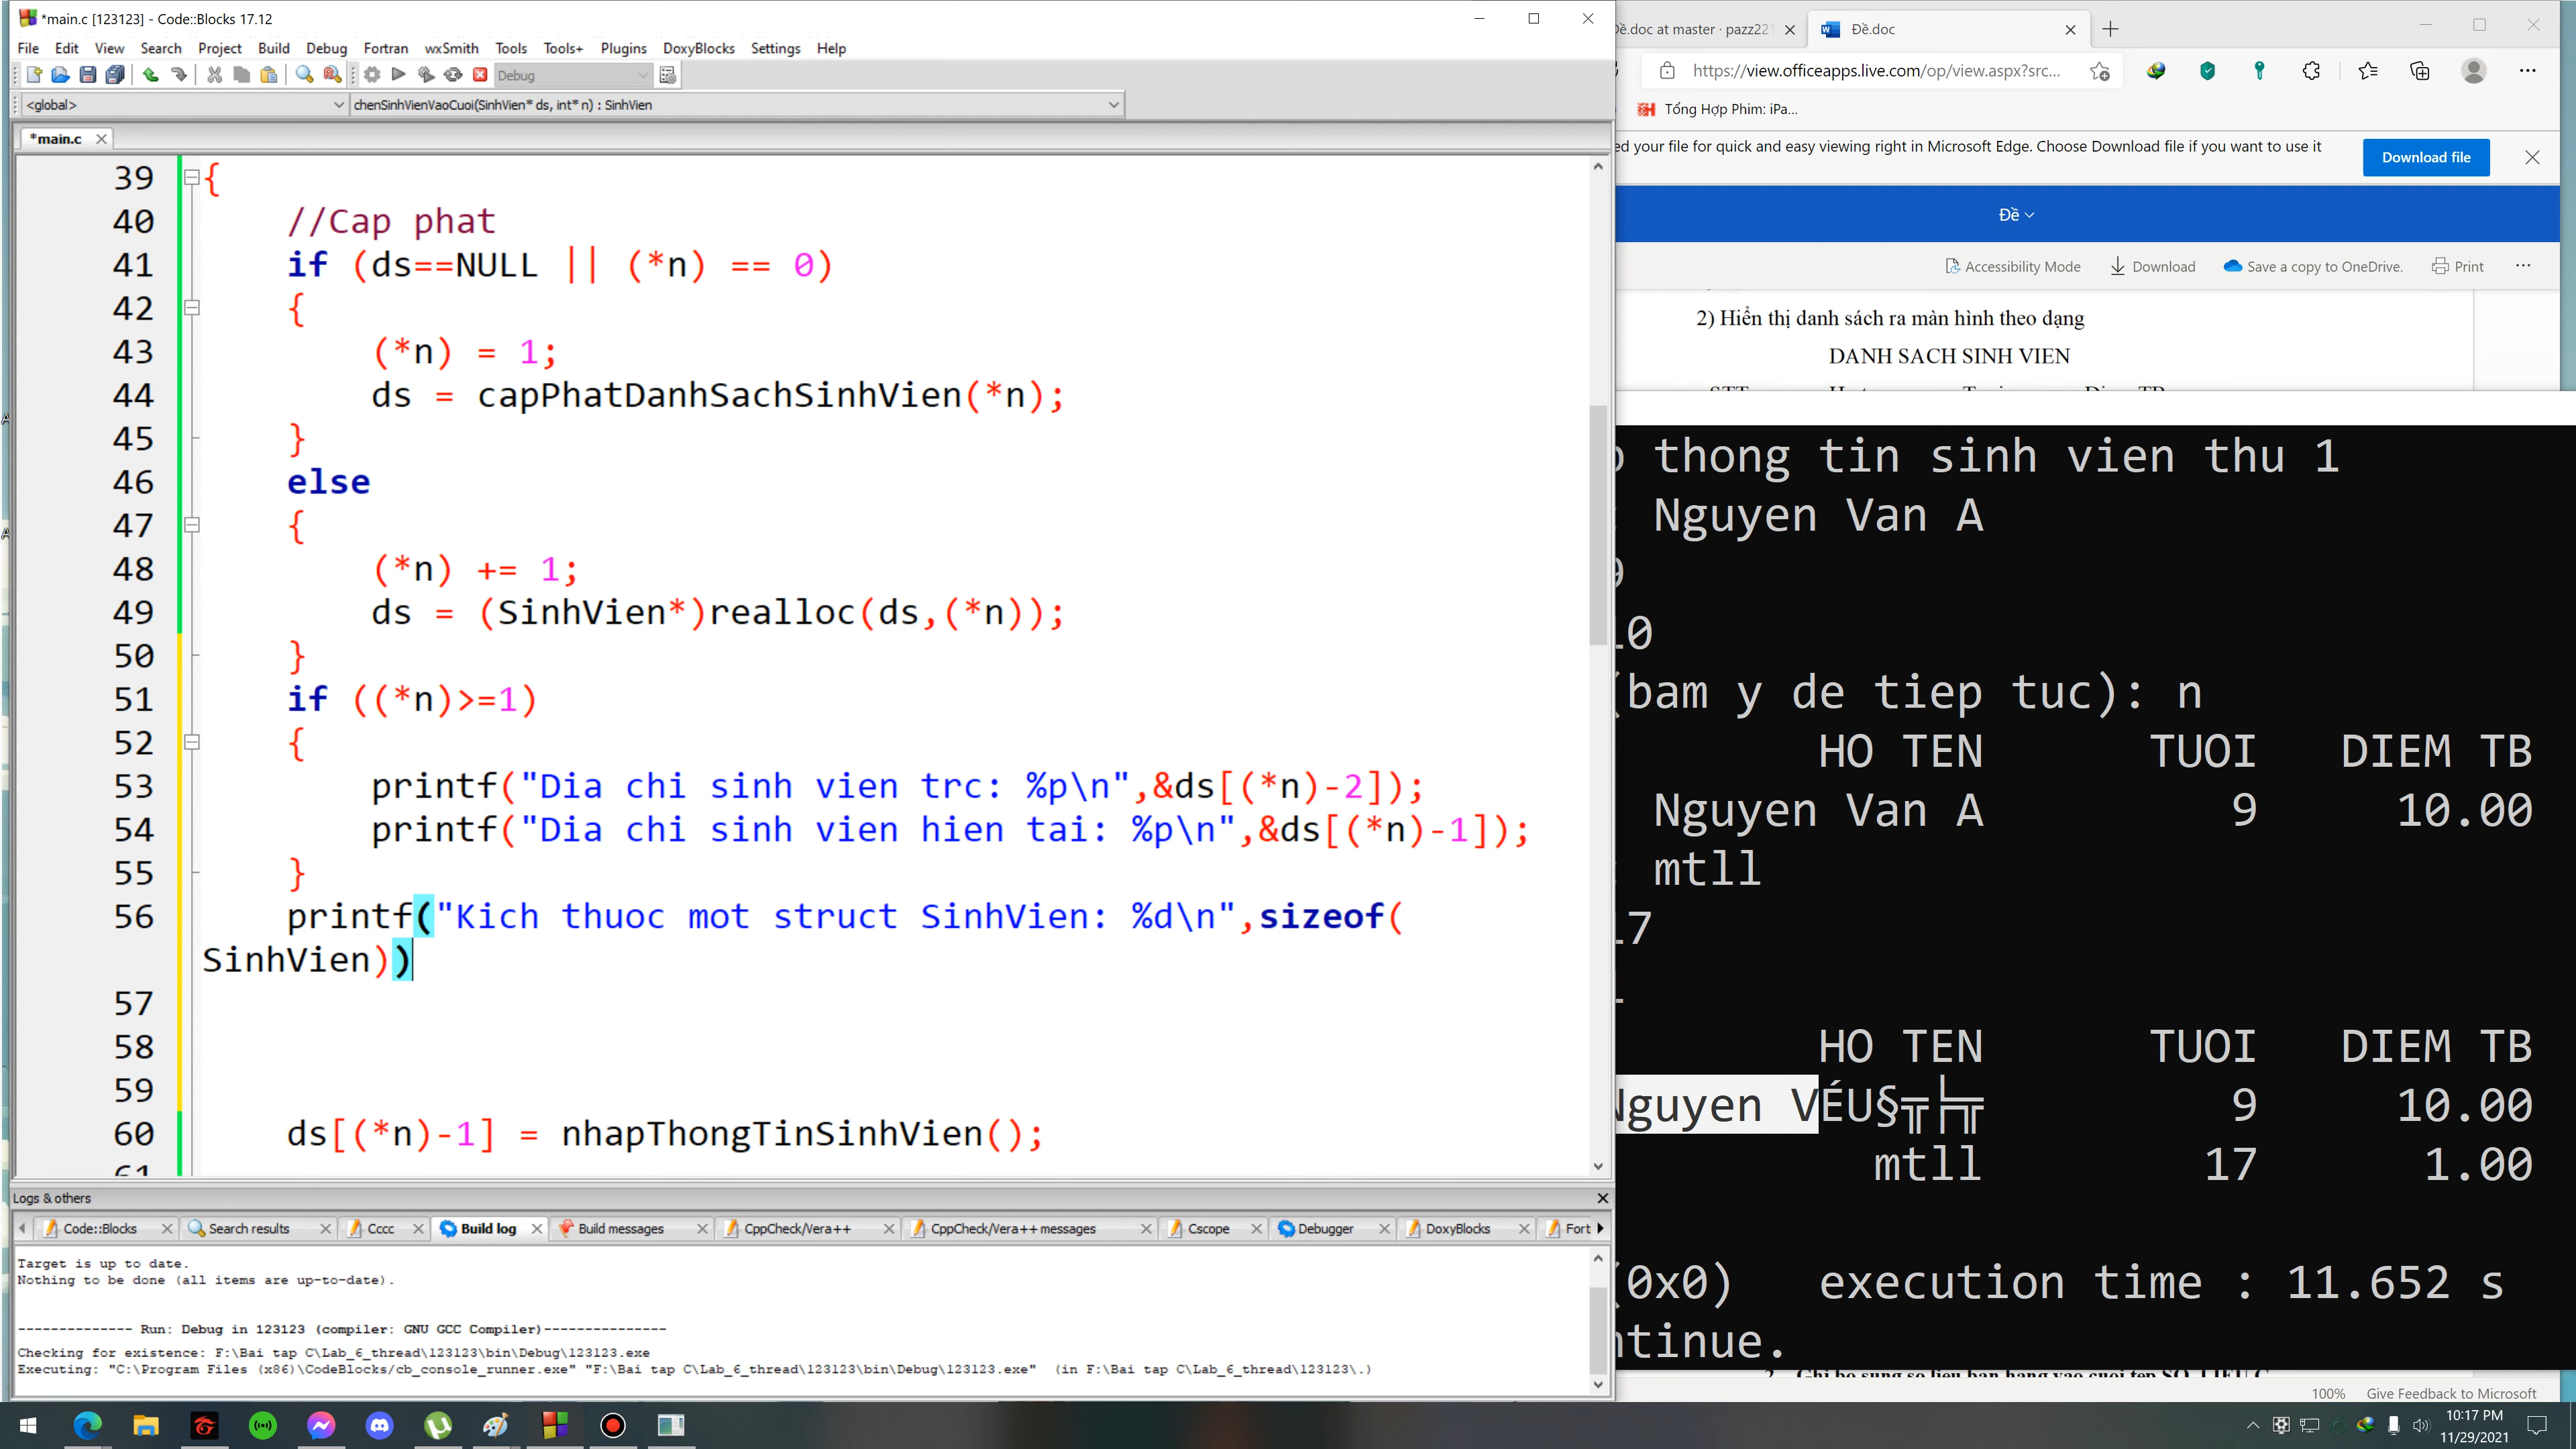 *main.c [123123] - Code::Blocks 17.12
File Edit View Search Project Build Debug Fortran wxSmith Tools Tools+ Plugins DoxyBlocks Settings Help
Debug
<global> chenSinhVienVaoCuoi(SinhVien* ds, int* n) : SinhVien
*main.c
39 {
40 //Cap phat
41 if (ds==NULL || (*n) == 0)
42 {
43 (*n) = 1;
44 ds = capPhatDanhSachSinhVien(*n);
45 }
46 else
47 {
48 (*n) += 1;
49 ds = (SinhVien*)realloc(ds,(*n));
50 }
51 if ((*n)>=1)
52 {
53 printf("Dia chi sinh vien trc: %p\n",&ds[(*n)-2]);
54 printf("Dia chi sinh vien hien tai: %p\n",&ds[(*n)-1]);
55 }
56 printf("Kich thuoc mot struct SinhVien: %d\n",sizeof(
SinhVien))
57
58
59
60 ds[(*n)-1] = nhapThongTinSinhVien();
61
Logs & others
Code::Blocks Search results Cccc Build log Build messages CppCheck/Vera++ CppCheck/Vera++ messages Cscope Debugger DoxyBlocks Fort
Target is up to date.
Nothing to be done (all items are up-to-date).
-------------- Run: Debug in 123123 (compiler: GNU GCC Compiler)---------------
Checking for existence: F:\Bai tap C\Lab_6_thread\123123\bin\Debug\123123.exe
Executing: "C:\Program Files (x86)\CodeBlocks/cb_console_runner.exe" "F:\Bai tap C\Lab_6_thread\123123\bin\Debug\123123.exe" (in F:\Bai tap C\Lab_6_thread\123123\.)
Đề.doc at master · pazz221 Đề.doc
https://view.officeapps.live.com/op/view.aspx?src...
Tổng Hợp Phim: iPa...
ed your file for quick and easy viewing right in Microsoft Edge. Choose Download file if you want to use it
Download file
Đề
Accessibility Mode Download Save a copy to OneDrive. Print
2) Hiển thị danh sách ra màn hình theo dạng
DANH SACH SINH VIEN
thong tin sinh vien thu 1
Nguyen Van A
9
10
(bam y de tiep tuc): n
HO TEN TUOI DIEM TB
Nguyen Van A 9 10.00
mtll
17
HO TEN TUOI DIEM TB
Nguyen VÉU§╥╞╥ 9 10.00
mtll 17 1.00
(0x0) execution time : 11.652 s
ntinue.
100% Give Feedback to Microsoft
10:17 PM
11/29/2021